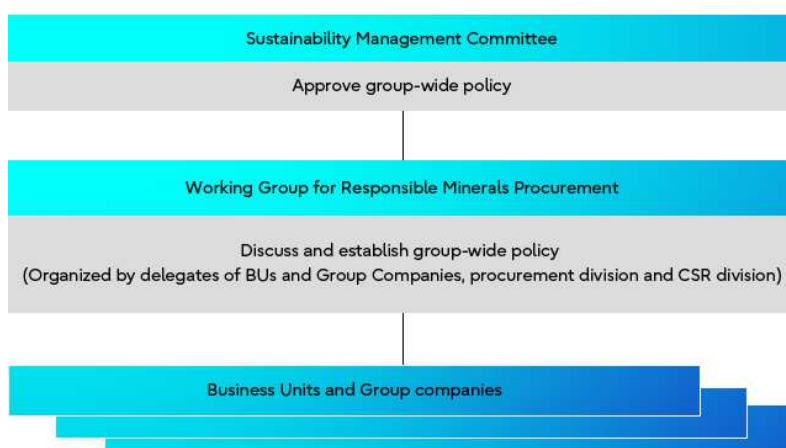 Sustainability Management Committee
Approve group-wide policy
Working Group for Responsible Minerals Procurement
Discuss and establish group-wide policy
(Organized by delegates of BUs and Group Companies, procurement division and CSR division)
Business Units and Group companies